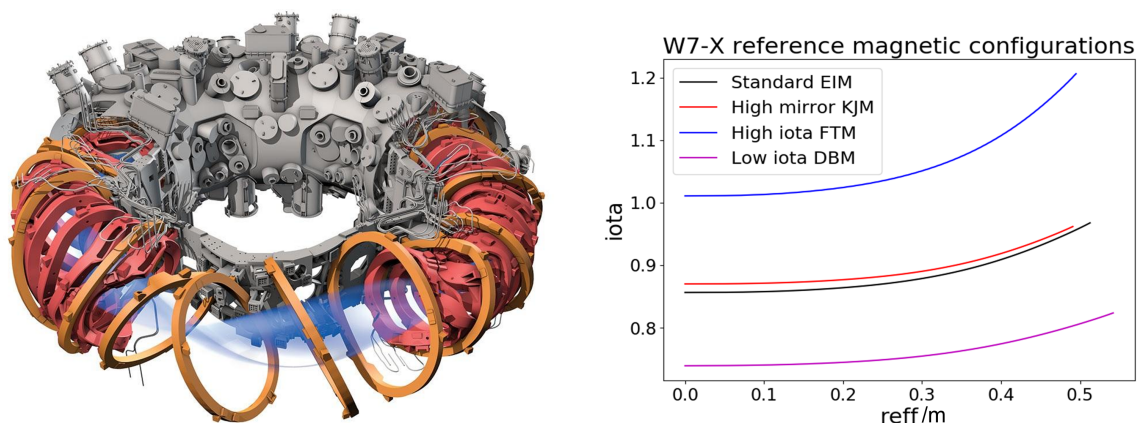 W7-X reference magnetic configurations
Standard EIM
High mirror KJM
High iota FTM
Low iota DBM
iota
1.2
1.1
1.0
0.9
0.8
0.0 0.1 0.2 0.3 0.4 0.5
reff/m